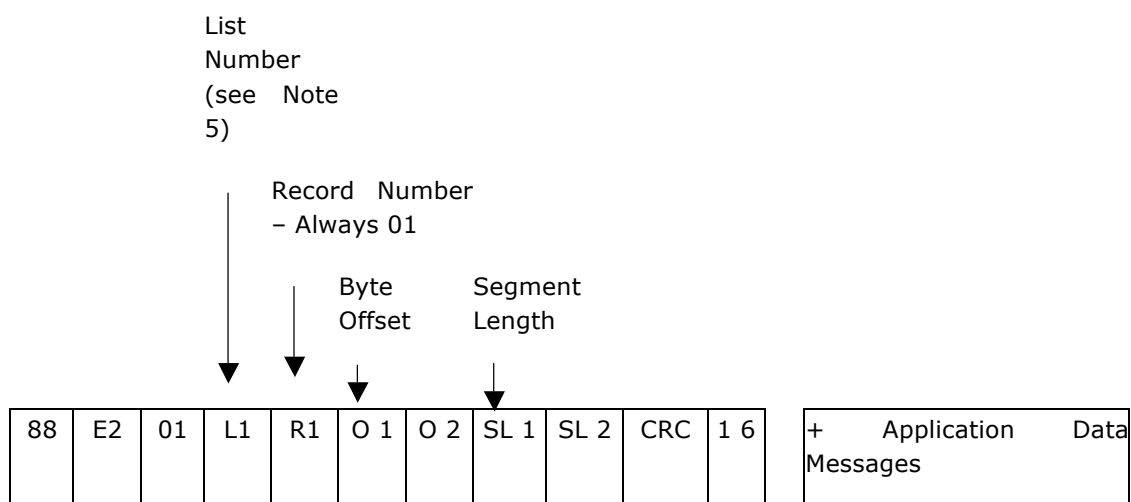 List
Number
(see Note
5)
Record Number
– Always 01
Byte
Offset
Segment
Length
88 E2 01 L1 R1 O 1 O 2 SL 1 SL 2 CRC 1 6
+ Application Data
Messages